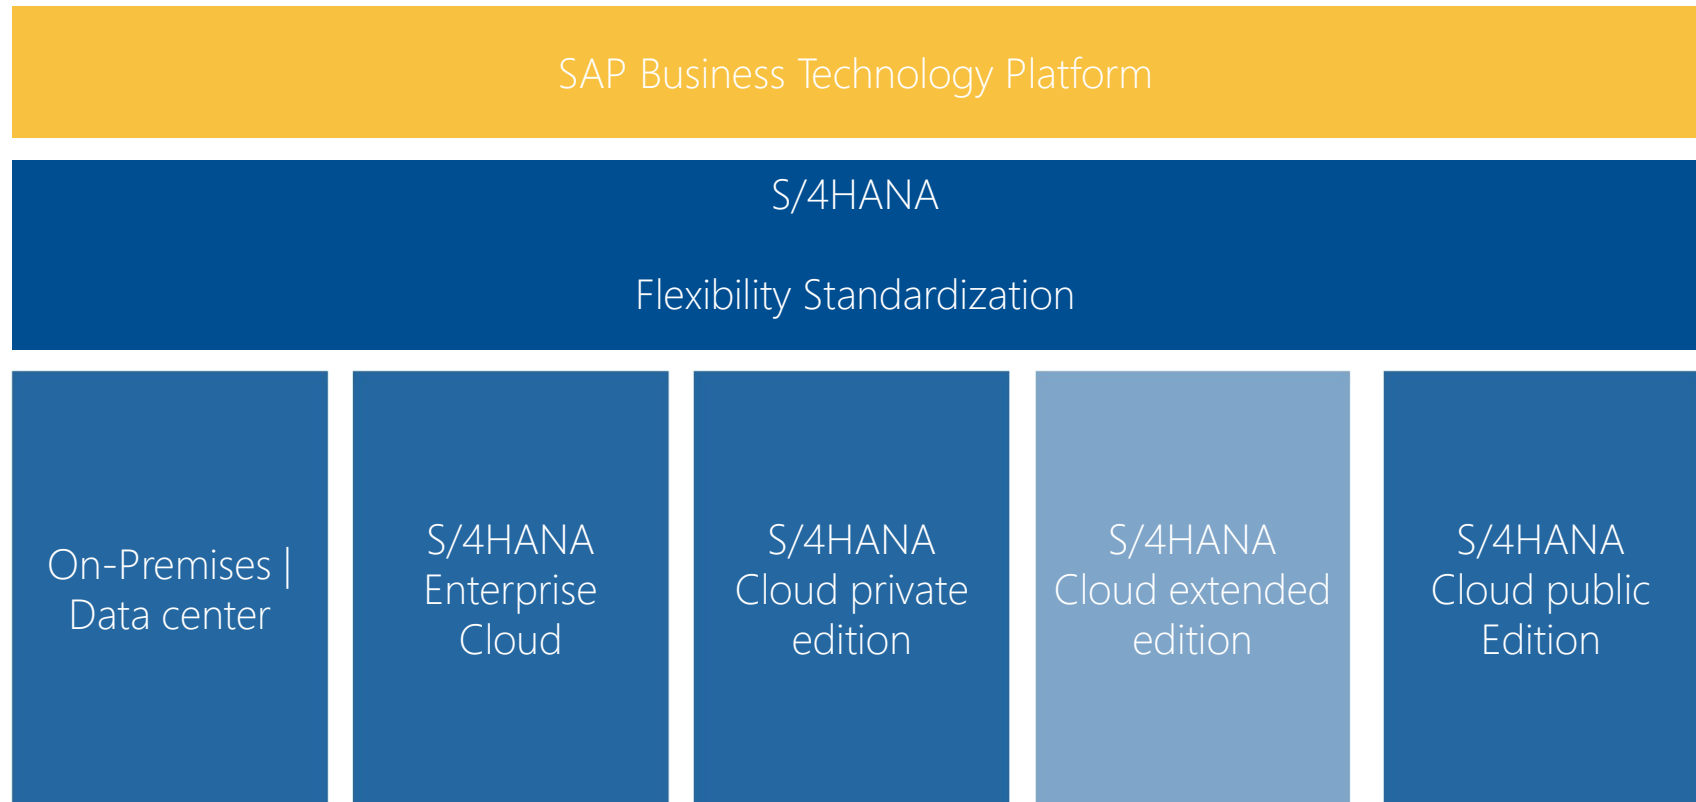 SAP Business Technology Platform
S/4HANA
Flexibility Standardization
On-Premises |
Data center
S/4HANA
Enterprise
Cloud
S/4HANA
Cloud private
edition
S/4HANA
Cloud extended
edition
S/4HANA
Cloud public
Edition